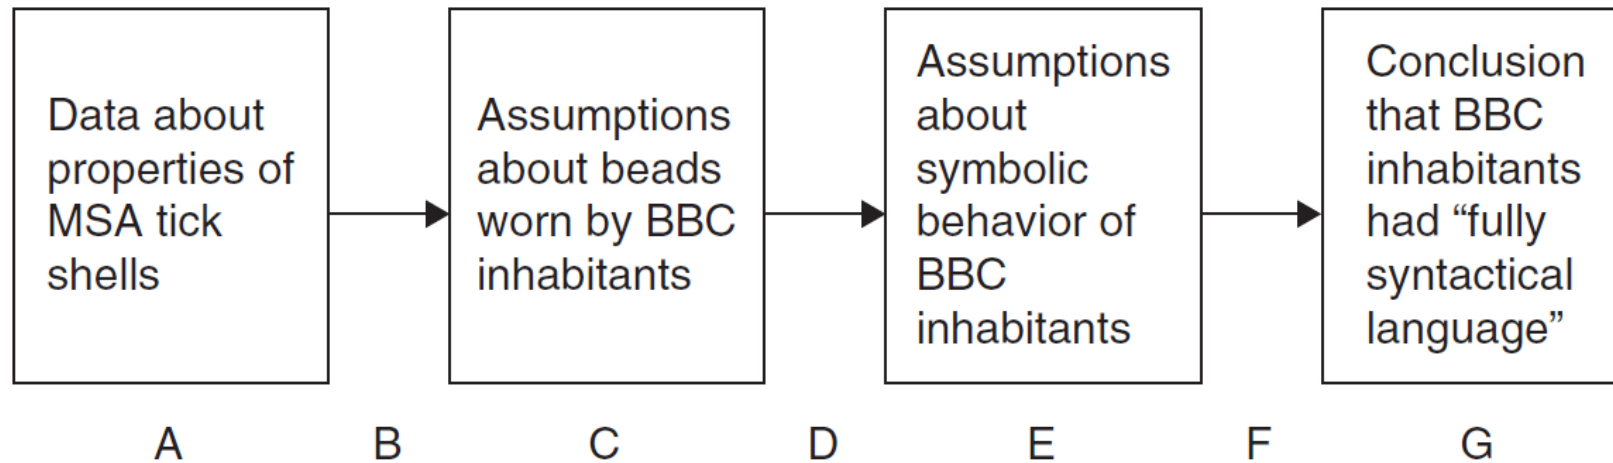 Data about
properties of
MSA tick
shells
Assumptions
about beads
worn by BBC
inhabitants
Assumptions
about
symbolic
behavior of
BBC
inhabitants
Conclusion
that BBC
inhabitants
had “fully
syntactical
language”
A B C D E F G